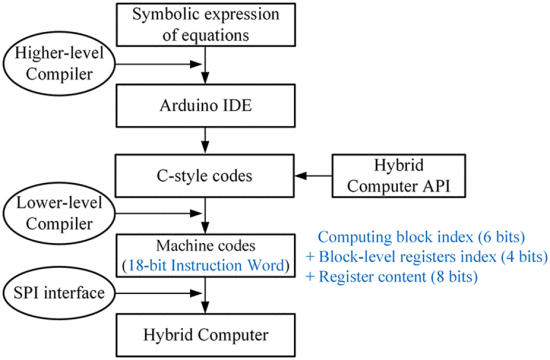 Symbolic expression
of equations
Higher-level
Compiler
Arduino IDE
C-style codes
Hybrid
Computer API
Lower-level
Compiler
Machine codes
(18-bit Instruction Word)
Computing block index (6 bits)
+ Block-level registers index (4 bits)
+ Register content (8 bits)
SPI interface
Hybrid Computer